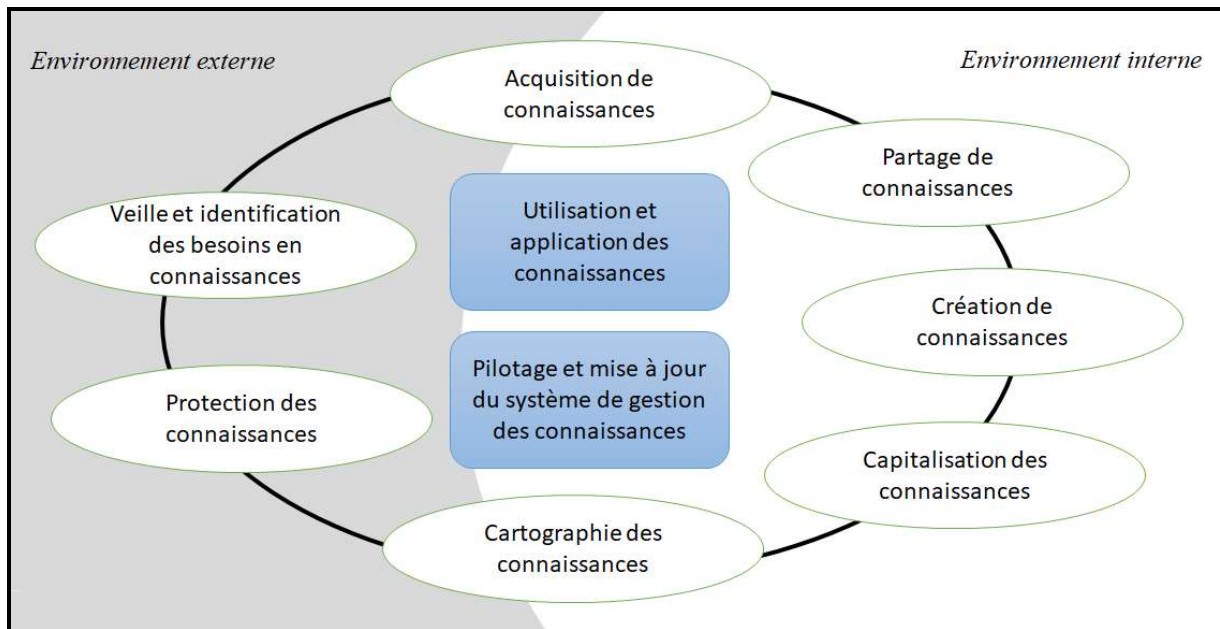 Environnement externe
Environnement interne
Acquisition de
connaissances
Partage de
connaissances
Veille et identification
des besoins en
connaissances
Utilisation et
application des
connaissances
Création de
connaissances
Pilotage et mise à jour
du système de gestion
des connaissances
Protection des
connaissances
Capitalisation des
connaissances
Cartographie des
connaissances